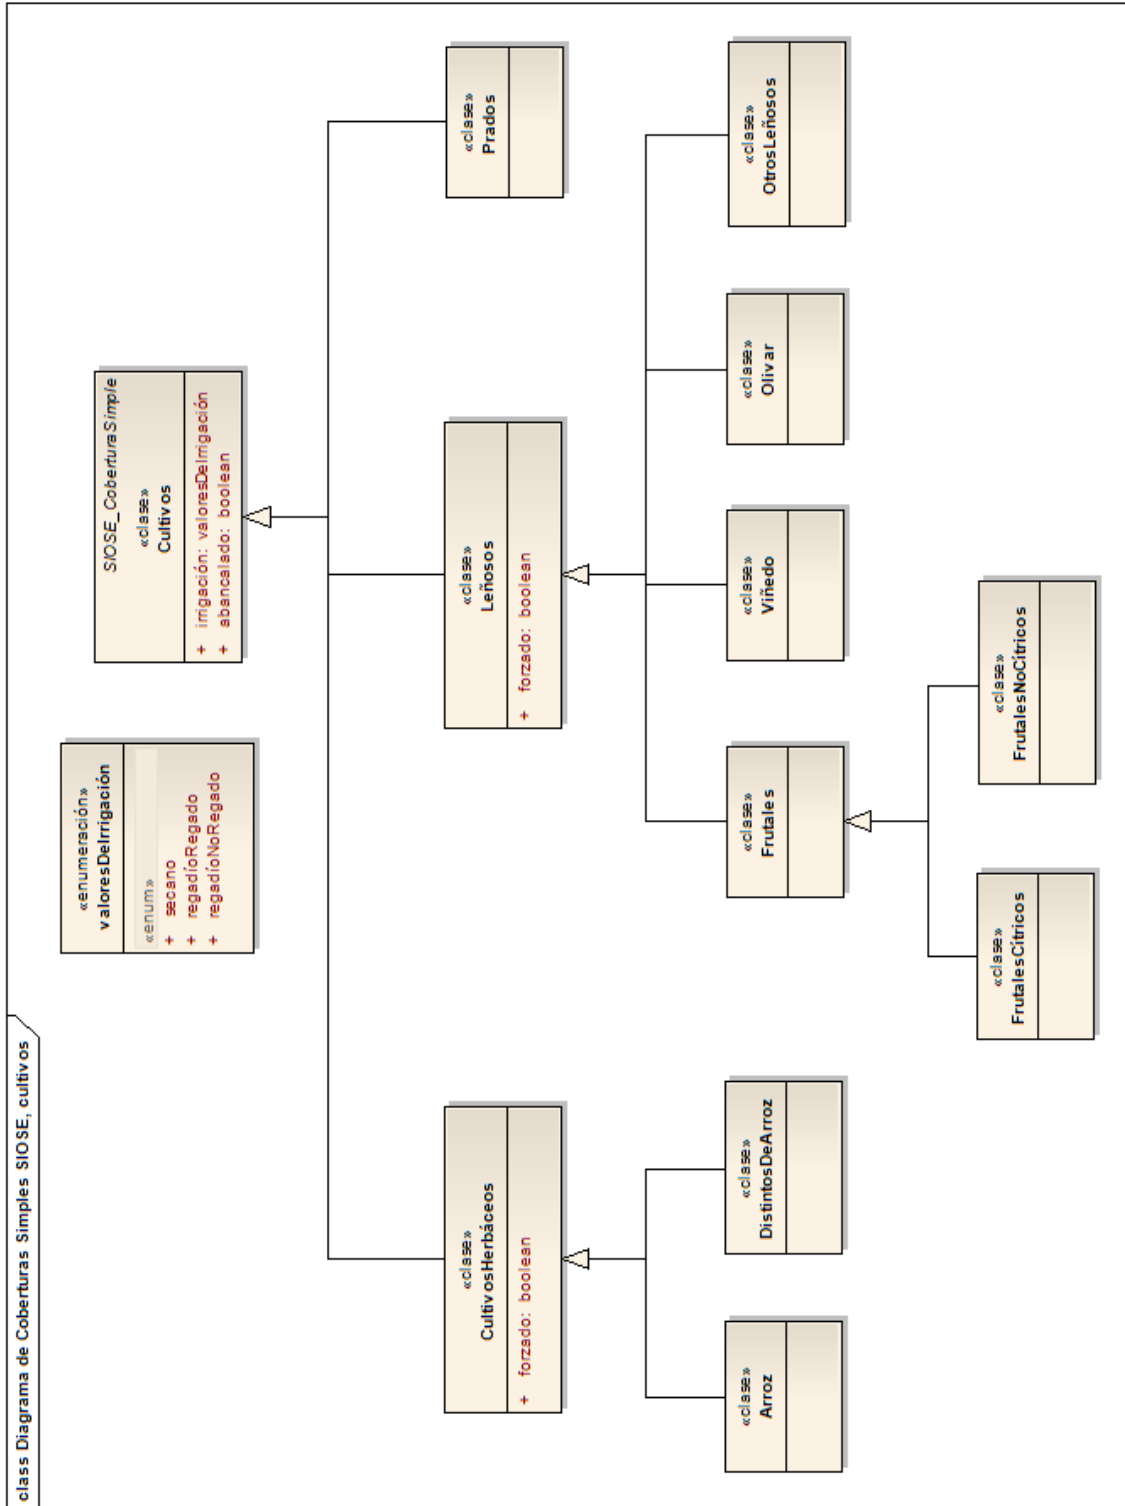 class Diagrama de Coberturas Simples SIOSE, cultivos
«enumeración»
valoresDeIrrigación
«enum»
+ secano
+ regadíoRegado
+ regadíoNoRegado
SIOSE_CoberturaSimple
«clase»
Cultivos
+ irrigación: valoresDeIrrigación
+ abancalado: boolean
«clase»
CultivosHerbáceos
+ forzado: boolean
«clase»
Leñosos
+ forzado: boolean
«clase»
Prados
«clase»
Arroz
«clase»
DistintosDeArroz
«clase»
Frutales
«clase»
Viñedo
«clase»
Olivar
«clase»
OtrosLeñosos
«clase»
FrutalesCítricos
«clase»
FrutalesNoCítricos